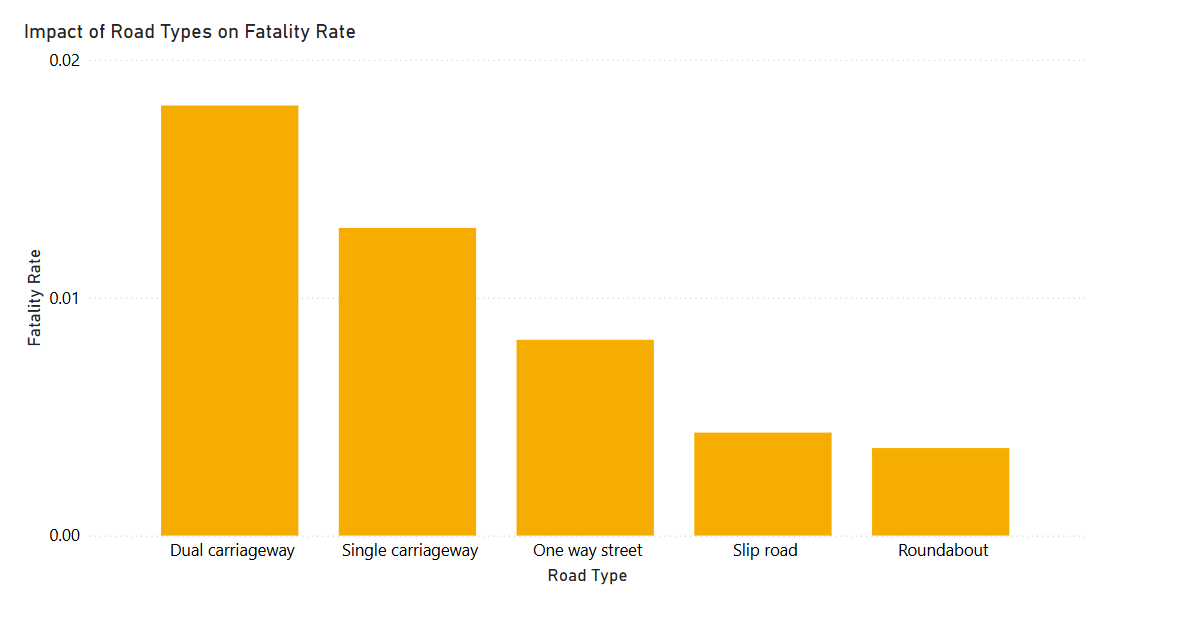 Impact of Road Types on Fatality Rate
0.02
0.01
0.00
Fatality Rate
Dual carriageway
Single carriageway
One way street
Slip road
Roundabout
Road Type